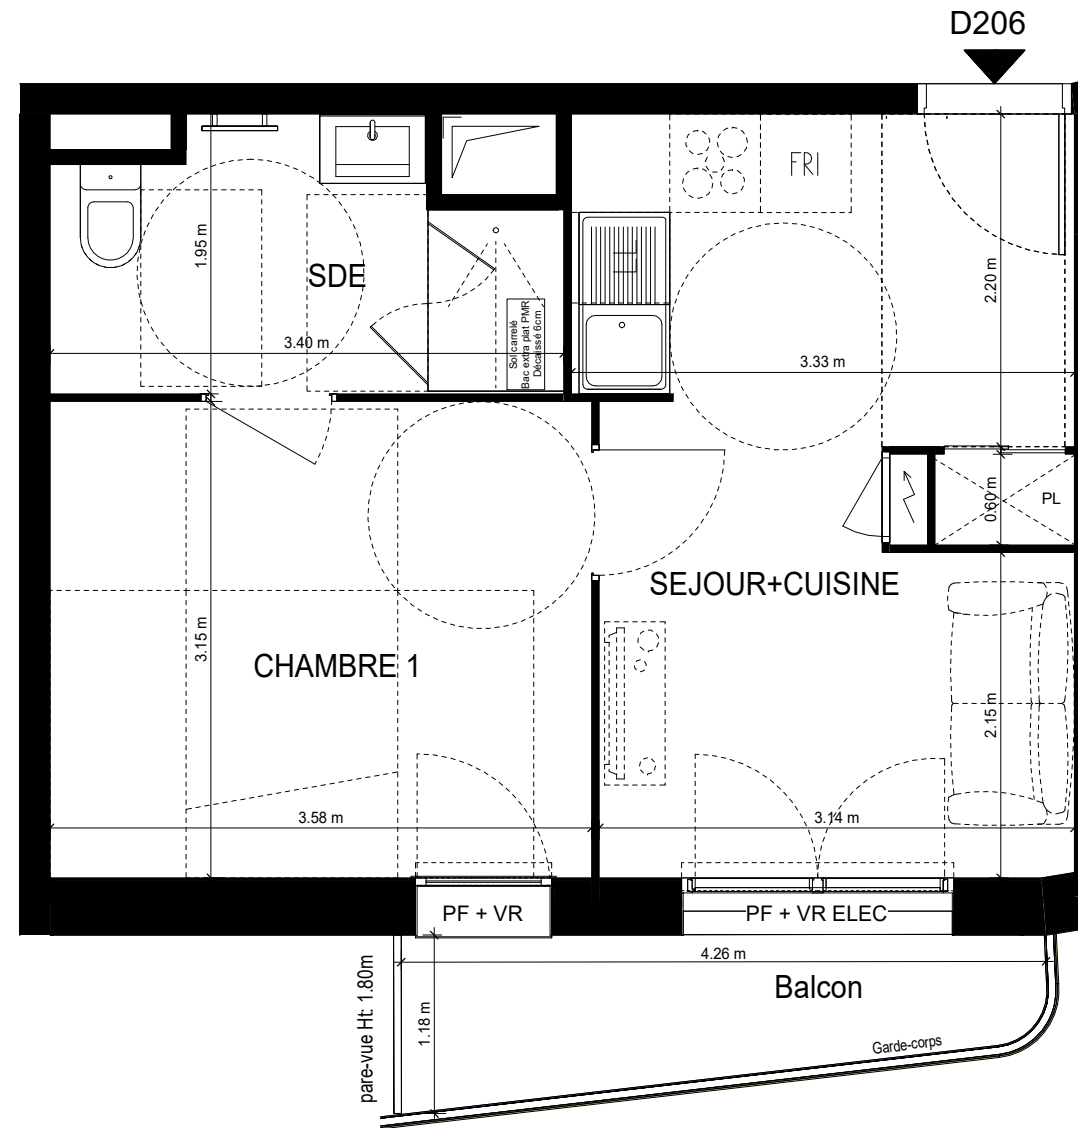 D206
FRI
1.95 m
SDE
2.20 m
Sol carrelé
Bac extra plat PMR
Décaissé 6cm
3.40 m
3.33 m
0.60 m
PL
SEJOUR+CUISINE
3.15 m
CHAMBRE 1
2.15 m
3.58 m
3.14 m
PF + VR
PF + VR ELEC
4.26 m
Balcon
pare-vue Ht: 1.80m
1.18 m
Garde-corps